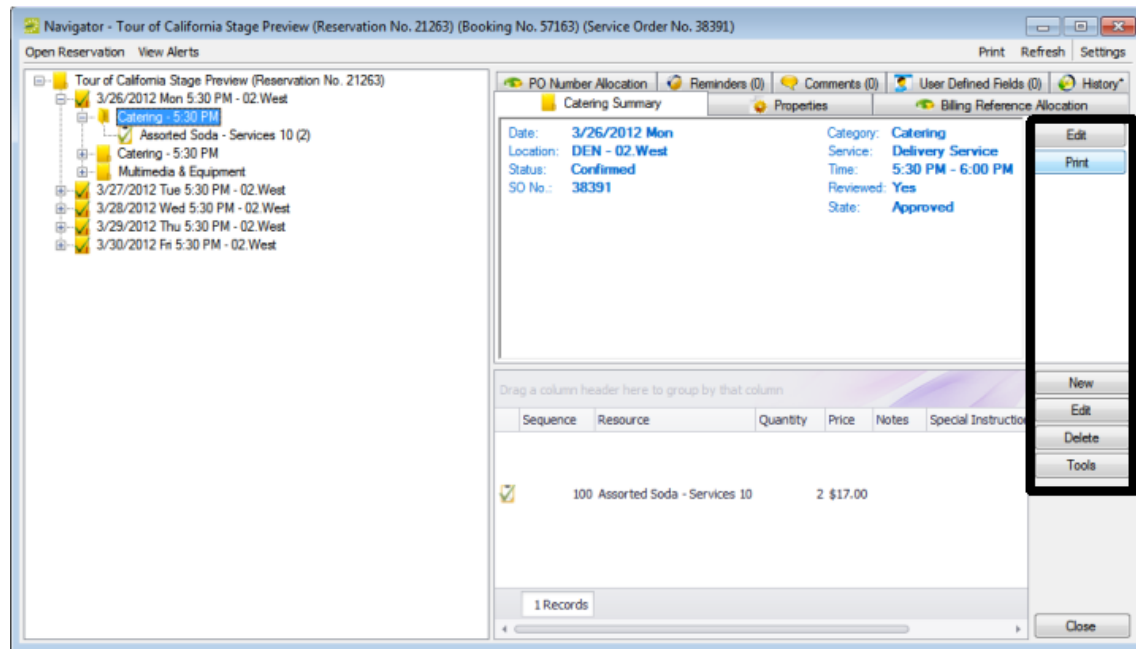 Navigator - Tour of California Stage Preview (Reservation No. 21263) (Booking No. 57163) (Service Order No. 38391)
Open Reservation View Alerts Print Refresh Settings
Tour of California Stage Preview (Reservation No. 21263)
3/26/2012 Mon 5:30 PM - 02.West
Catering - 5:30 PM
Assorted Soda - Services 10 (2)
Catering - 5:30 PM
Multimedia & Equipment
3/27/2012 Tue 5:30 PM - 02.West
3/28/2012 Wed 5:30 PM - 02.West
3/29/2012 Thu 5:30 PM - 02.West
3/30/2012 Fri 5:30 PM - 02.West
PO Number Allocation Reminders (0) Comments (0) User Defined Fields (0) History*
Catering Summary Properties Billing Reference Allocation
Date: 3/26/2012 Mon Category: Catering
Location: DEN - 02.West Service: Delivery Service
Status: Confirmed Time: 5:30 PM - 6:00 PM
SO No.: 38391 Reviewed: Yes
State: Approved
Edit
Print
New
Edit
Delete
Tools
Drag a column header here to group by that column
Sequence Resource Quantity Price Notes Special Instructio
100 Assorted Soda - Services 10 2 $17.00
1 Records
Close